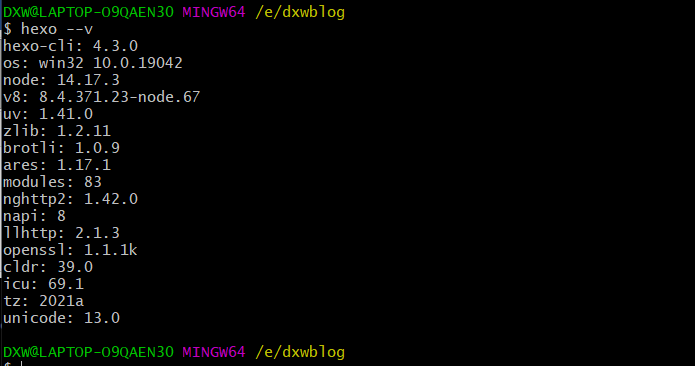 DXW@LAPTOP-O9QAEN3O MINGW64 /e/dxwblog
$ hexo --v
hexo-cli: 4.3.0
os: win32 10.0.19042
node: 14.17.3
v8: 8.4.371.23-node.67
uv: 1.41.0
zlib: 1.2.11
brotli: 1.0.9
ares: 1.17.1
modules: 83
nghttp2: 1.42.0
napi: 8
llhttp: 2.1.3
openssl: 1.1.1k
cldr: 39.0
icu: 69.1
tz: 2021a
unicode: 13.0
DXW@LAPTOP-O9QAEN3O MINGW64 /e/dxwblog
$